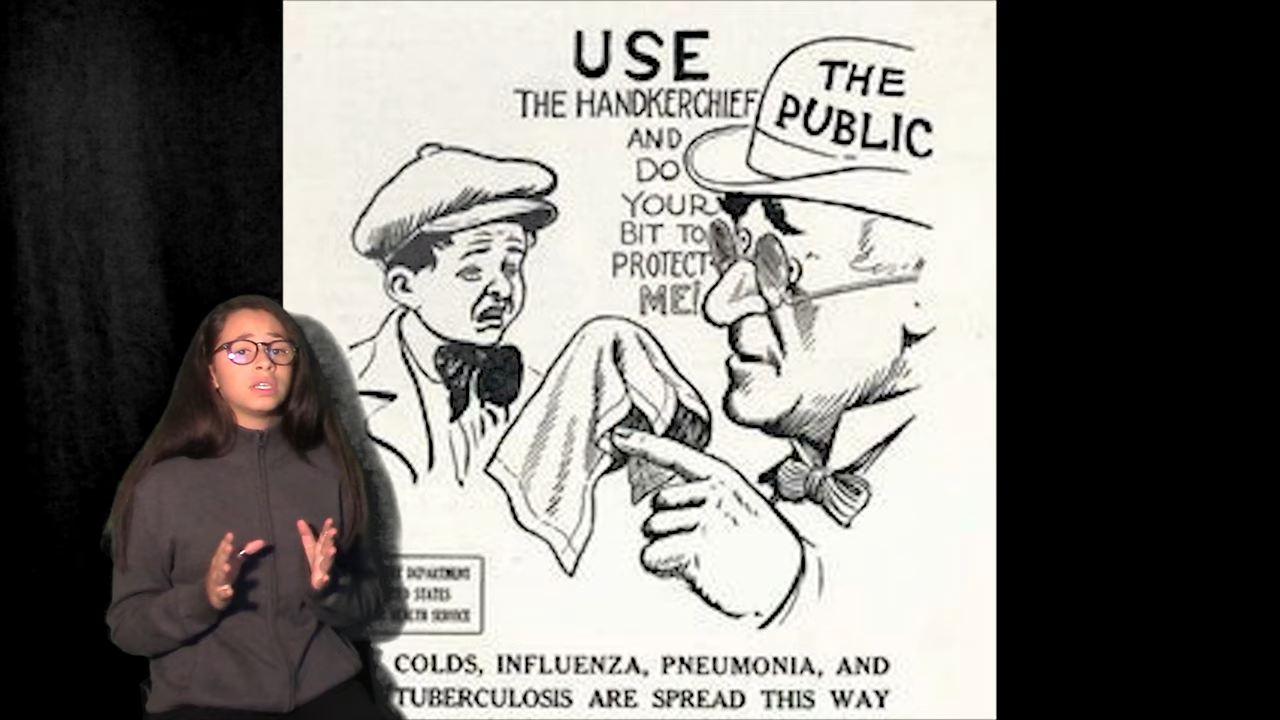 USE
THE HANDKERCHIEF
AND
DO
YOUR
BIT TO
PROTECT
ME!
THE
PUBLIC
DEPARTMENT
STATES
HEALTH SERVICE
COLDS, INFLUENZA, PNEUMONIA, AND
TUBERCULOSIS ARE SPREAD THIS WAY